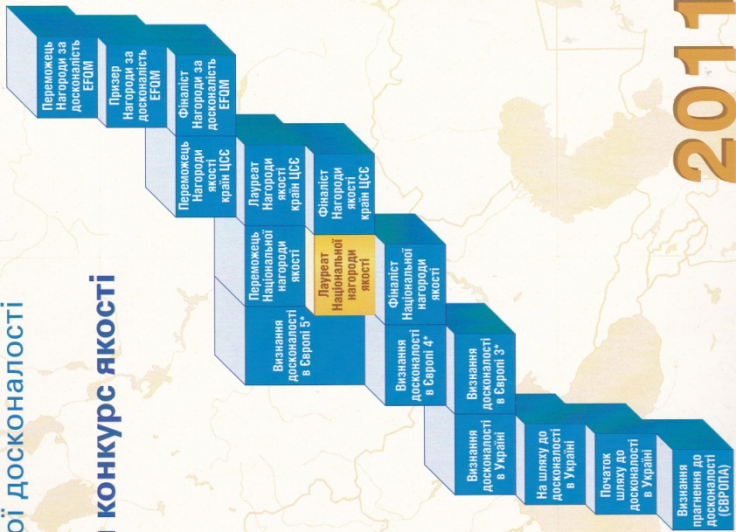 ої досконалості
конкурс якості
Переможець
Нагороди за
досконалість
EFQM
Призер
Нагороди за
досконалість
EFQM
Фіналіст
Нагороди за
досконалість
EFQM
Переможець
Нагороди
якості
країн ЦСЄ
Лауреат
Нагороди
якості
країн ЦСЄ
Фіналіст
Нагороди
якості
країн ЦСЄ
Переможець
Національної
нагороди
якості
Лауреат
Національної
нагороди
якості
Фіналіст
Національної
нагороди
якості
Визнання
досконалості
в Європі 5*
Визнання
досконалості
в Європі 4*
Визнання
досконалості
в Європі 3*
Визнання
досконалості
в Україні
На шляху до
досконалості
в Україні
Початок
шляху до
досконалості
в Україні
Визнання
прагнення до
досконалості
(ЄВРОПА)
2011